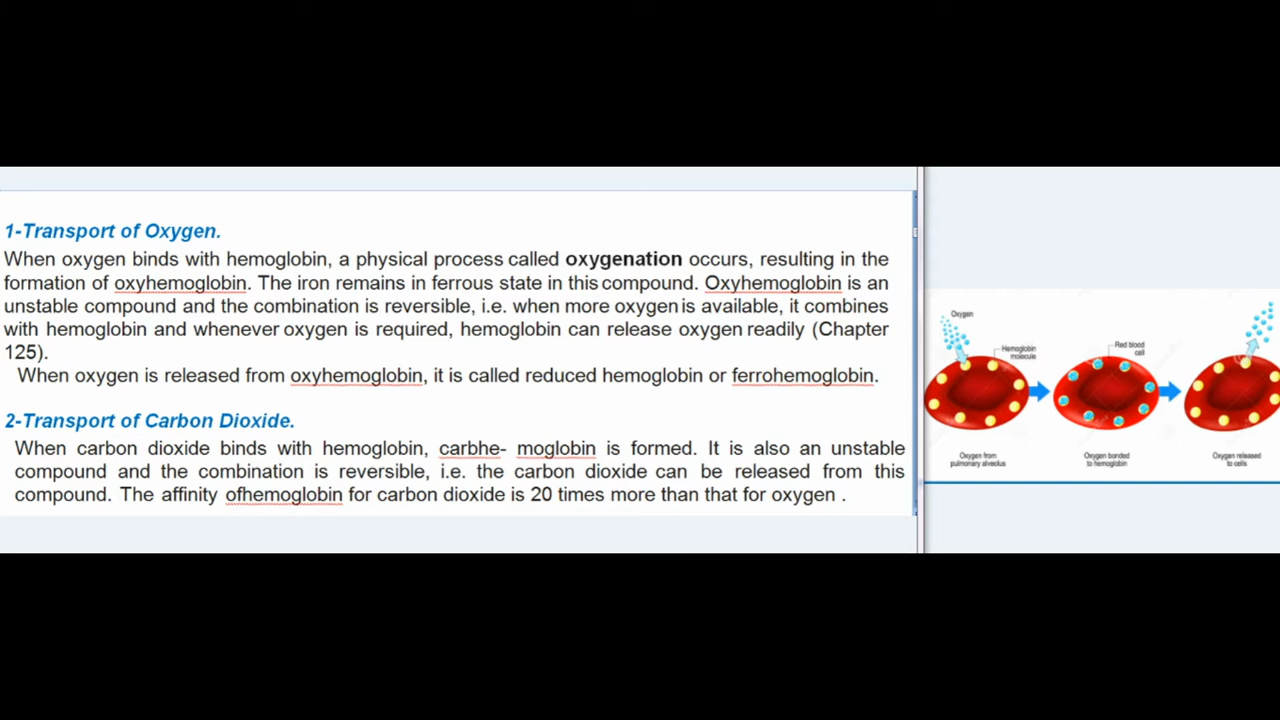 1-Transport of Oxygen.
When oxygen binds with hemoglobin, a physical process called oxygenation occurs, resulting in the
formation of oxyhemoglobin. The iron remains in ferrous state in this compound. Oxyhemoglobin is an
unstable compound and the combination is reversible, i.e. when more oxygen is available, it combines
with hemoglobin and whenever oxygen is required, hemoglobin can release oxygen readily (Chapter
125).
When oxygen is released from oxyhemoglobin, it is called reduced hemoglobin or ferrohemoglobin.
2-Transport of Carbon Dioxide.
When carbon dioxide binds with hemoglobin, carbhe- moglobin is formed. It is also an unstable
compound and the combination is reversible, i.e. the carbon dioxide can be released from this
compound. The affinity ofhemoglobin for carbon dioxide is 20 times more than that for oxygen .
Oxygen
Hemoglobin
molecule
Red blood
cell
Oxygen from
pulmonary alveolus
Oxygen bonded
to hemoglobin
Oxygen released
to cells